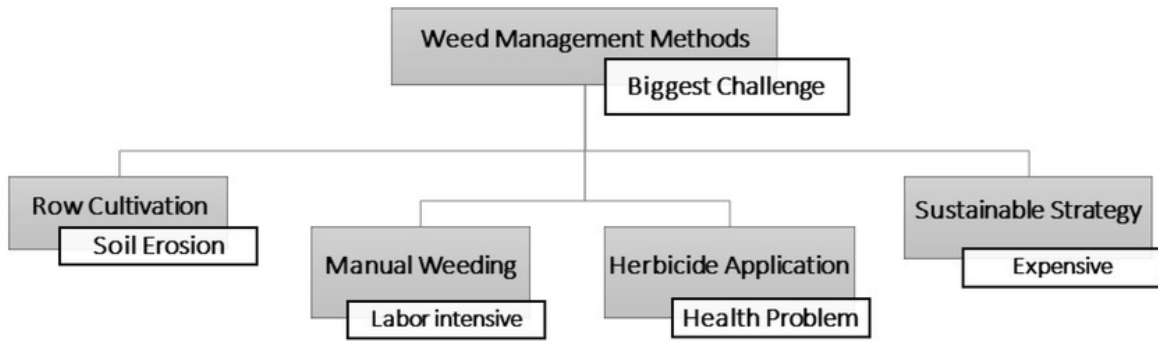 Weed Management Methods
Biggest Challenge
Row Cultivation
Soil Erosion
Manual Weeding
Labor intensive
Herbicide Application
Health Problem
Sustainable Strategy
Expensive